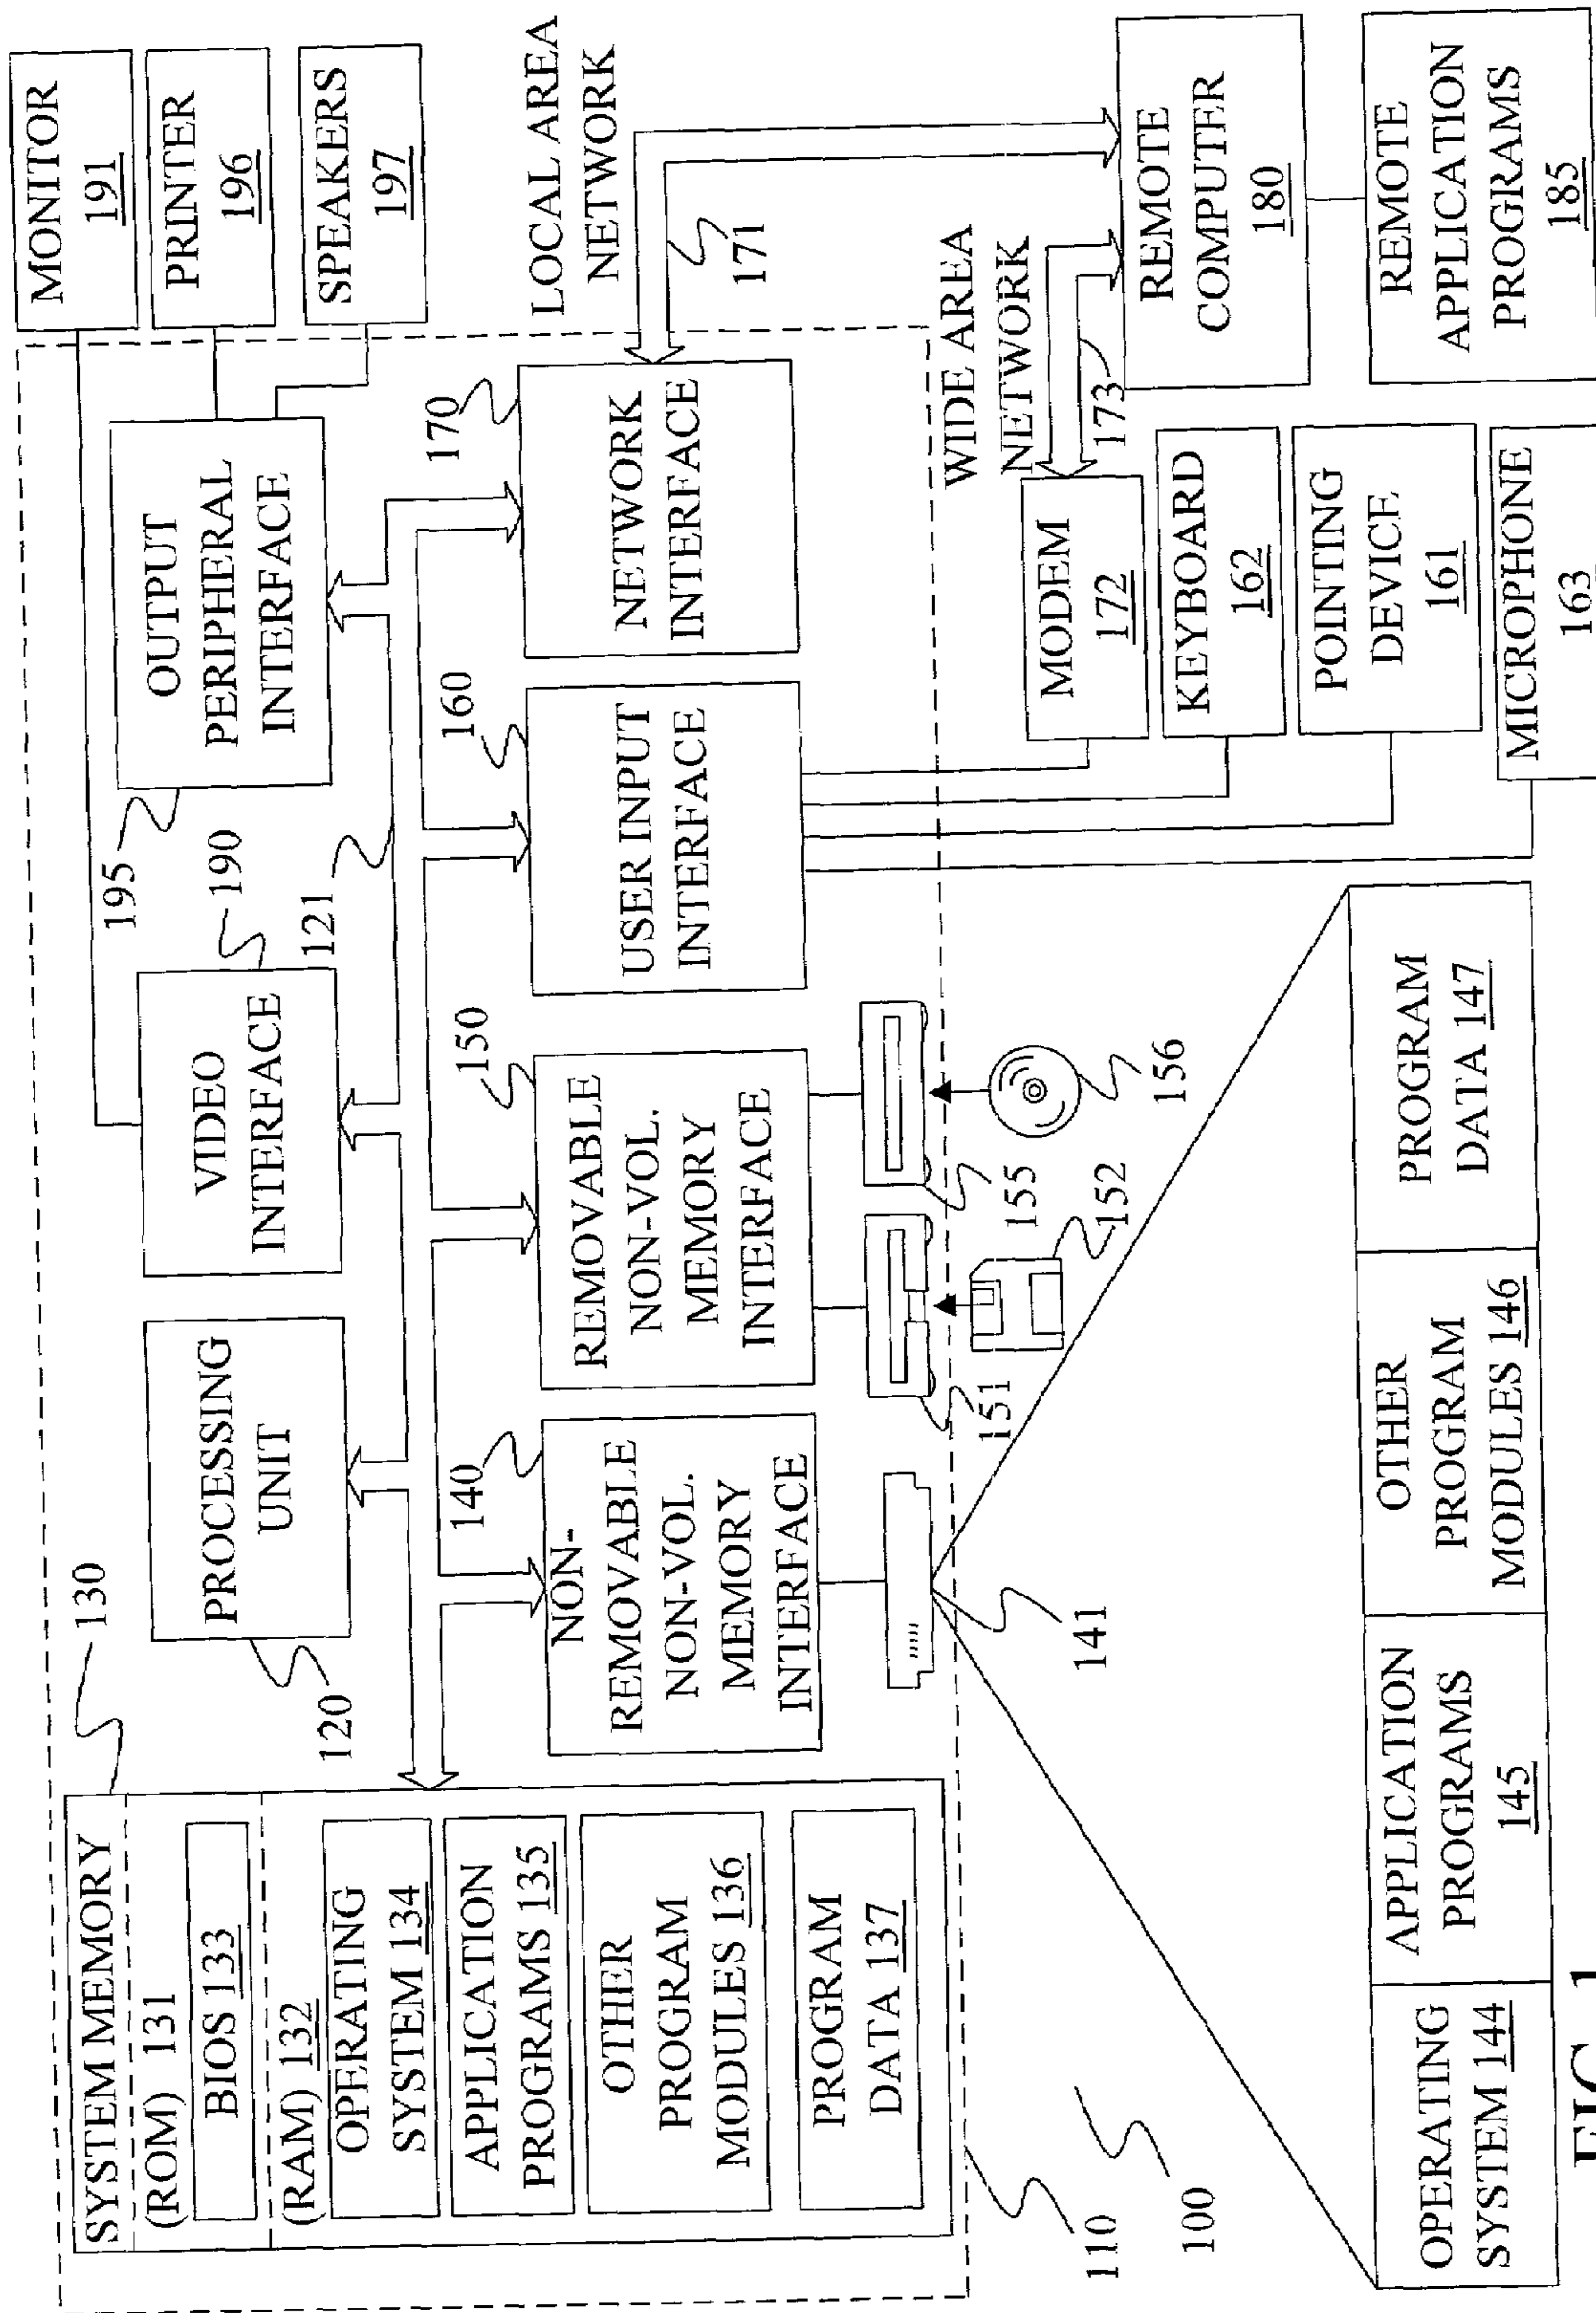 SYSTEM MEMORY
(ROM) 131
BIOS 133
(RAM) 132
OPERATING
SYSTEM 134
APPLICATION
PROGRAMS 135
OTHER
PROGRAM
MODULES 136
PROGRAM
DATA 137
130
120
PROCESSING
UNIT
VIDEO
INTERFACE
190
121
195
OUTPUT
PERIPHERAL
INTERFACE
MONITOR
191
PRINTER
196
SPEAKERS
197
140
NON-
REMOVABLE
NON-VOL.
MEMORY
INTERFACE
150
REMOVABLE
NON-VOL.
MEMORY
INTERFACE
160
USER INPUT
INTERFACE
170
NETWORK
INTERFACE
LOCAL AREA
NETWORK
171
141
151
155
152
156
WIDE AREA
NETWORK
173
MODEM
172
KEYBOARD
162
POINTING
DEVICE
161
MICROPHONE
163
REMOTE
COMPUTER
180
REMOTE
APPLICATION
PROGRAMS
185
110
100
OPERATING
SYSTEM 144
APPLICATION
PROGRAMS
145
OTHER
PROGRAM
MODULES 146
PROGRAM
DATA 147
FIG. 1